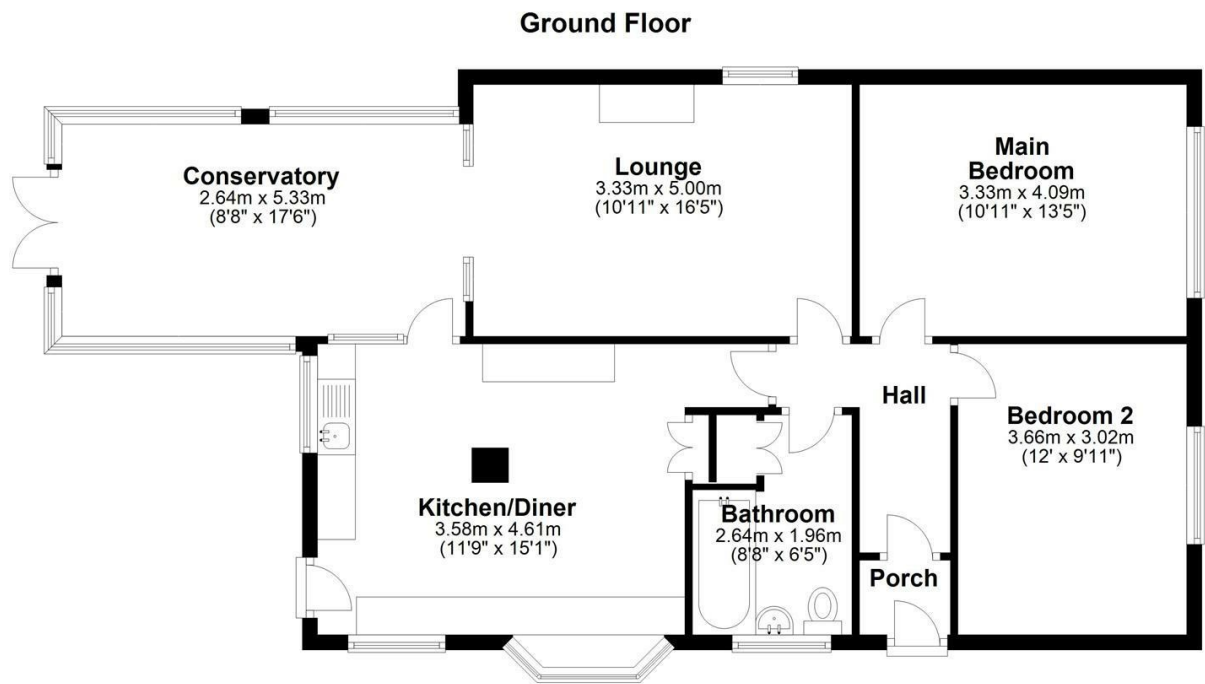 Ground Floor
Conservatory
2.64m x 5.33m
(8'8" x 17'6")
Lounge
3.33m x 5.00m
(10'11" x 16'5")
Main
Bedroom
3.33m x 4.09m
(10'11" x 13'5")
Hall
Bedroom 2
3.66m x 3.02m
(12' x 9'11")
Kitchen/Diner
3.58m x 4.61m
(11'9" x 15'1")
Bathroom
2.64m x 1.96m
(8'8" x 6'5")
Porch